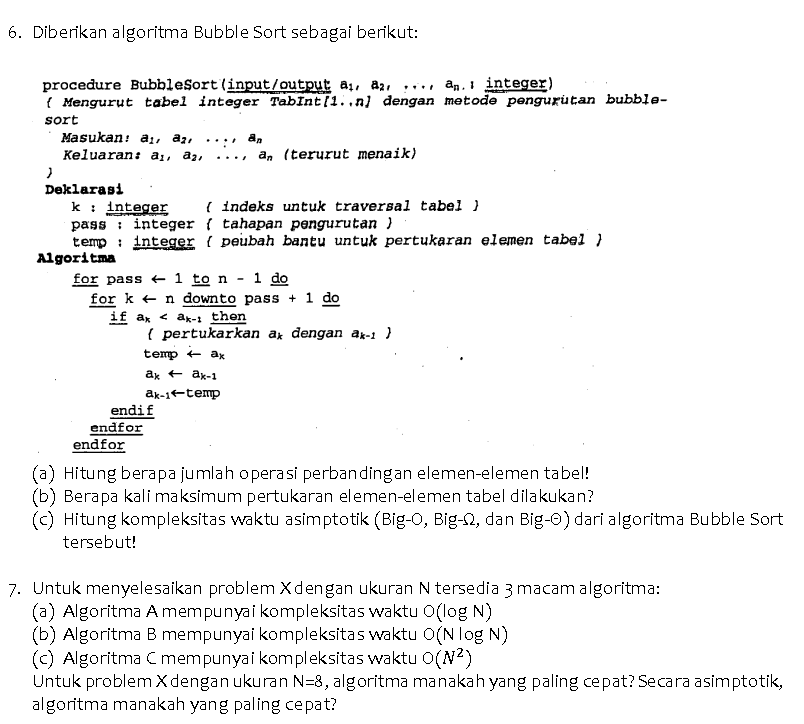 6. Diberikan algoritma Bubble Sort sebagai berikut:
procedure BubbleSort(input/output a₁, a₂, ..., aₙ : integer)
{ Mengurut tabel integer TabInt[1..n] dengan metode pengurutan bubble-
sort
Masukan: a₁, a₂, ..., aₙ
Keluaran: a₁, a₂, ..., aₙ (terurut menaik)
}
Deklarasi
k : integer { indeks untuk traversal tabel }
pass : integer { tahapan pengurutan }
temp : integer { peubah bantu untuk pertukaran elemen tabel }
Algoritma
for pass ← 1 to n - 1 do
for k ← n downto pass + 1 do
if aₖ < aₖ₋₁ then
{ pertukarkan aₖ dengan aₖ₋₁ }
temp ← aₖ
aₖ ← aₖ₋₁
aₖ₋₁←temp
endif
endfor
endfor
(a) Hitung berapa jumlah operasi perbandingan elemen-elemen tabel!
(b) Berapa kali maksimum pertukaran elemen-elemen tabel dilakukan?
(c) Hitung kompleksitas waktu asimptotik (Big-O, Big-Ω, dan Big-Θ) dari algoritma Bubble Sort
tersebut!
7. Untuk menyelesaikan problem X dengan ukuran N tersedia 3 macam algoritma:
(a) Algoritma A mempunyai kompleksitas waktu O(log N)
(b) Algoritma B mempunyai kompleksitas waktu O(N log N)
(c) Algoritma C mempunyai kompleksitas waktu O(N²)
Untuk problem X dengan ukuran N=8, algoritma manakah yang paling cepat? Secara asimptotik,
algoritma manakah yang paling cepat?